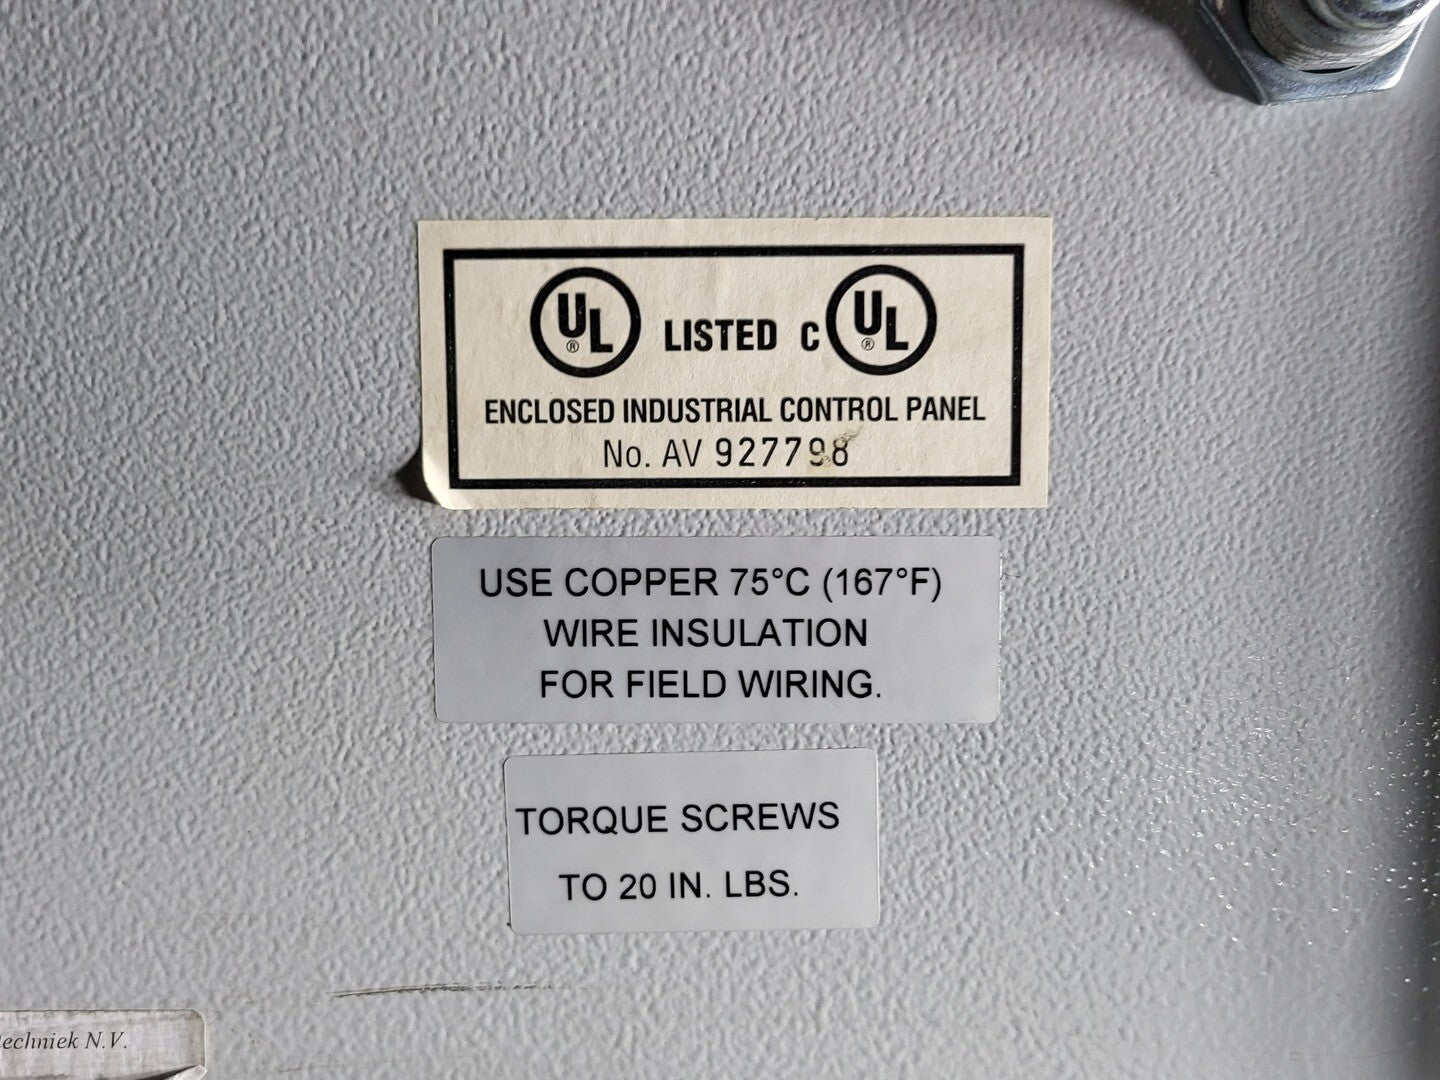 UL® LISTED C UL®
ENCLOSED INDUSTRIAL CONTROL PANEL
No. AV 927798
USE COPPER 75°C (167°F)
WIRE INSULATION
FOR FIELD WIRING.
TORQUE SCREWS
TO 20 IN. LBS.
techniek N.V.